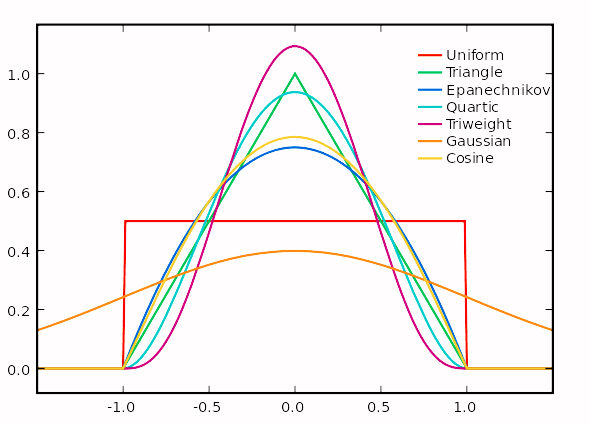 Uniform
Triangle
Epanechnikov
Quartic
Triweight
Gaussian
Cosine
1.0
0.8
0.6
0.4
0.2
0.0
-1.0 -0.5 0.0 0.5 1.0